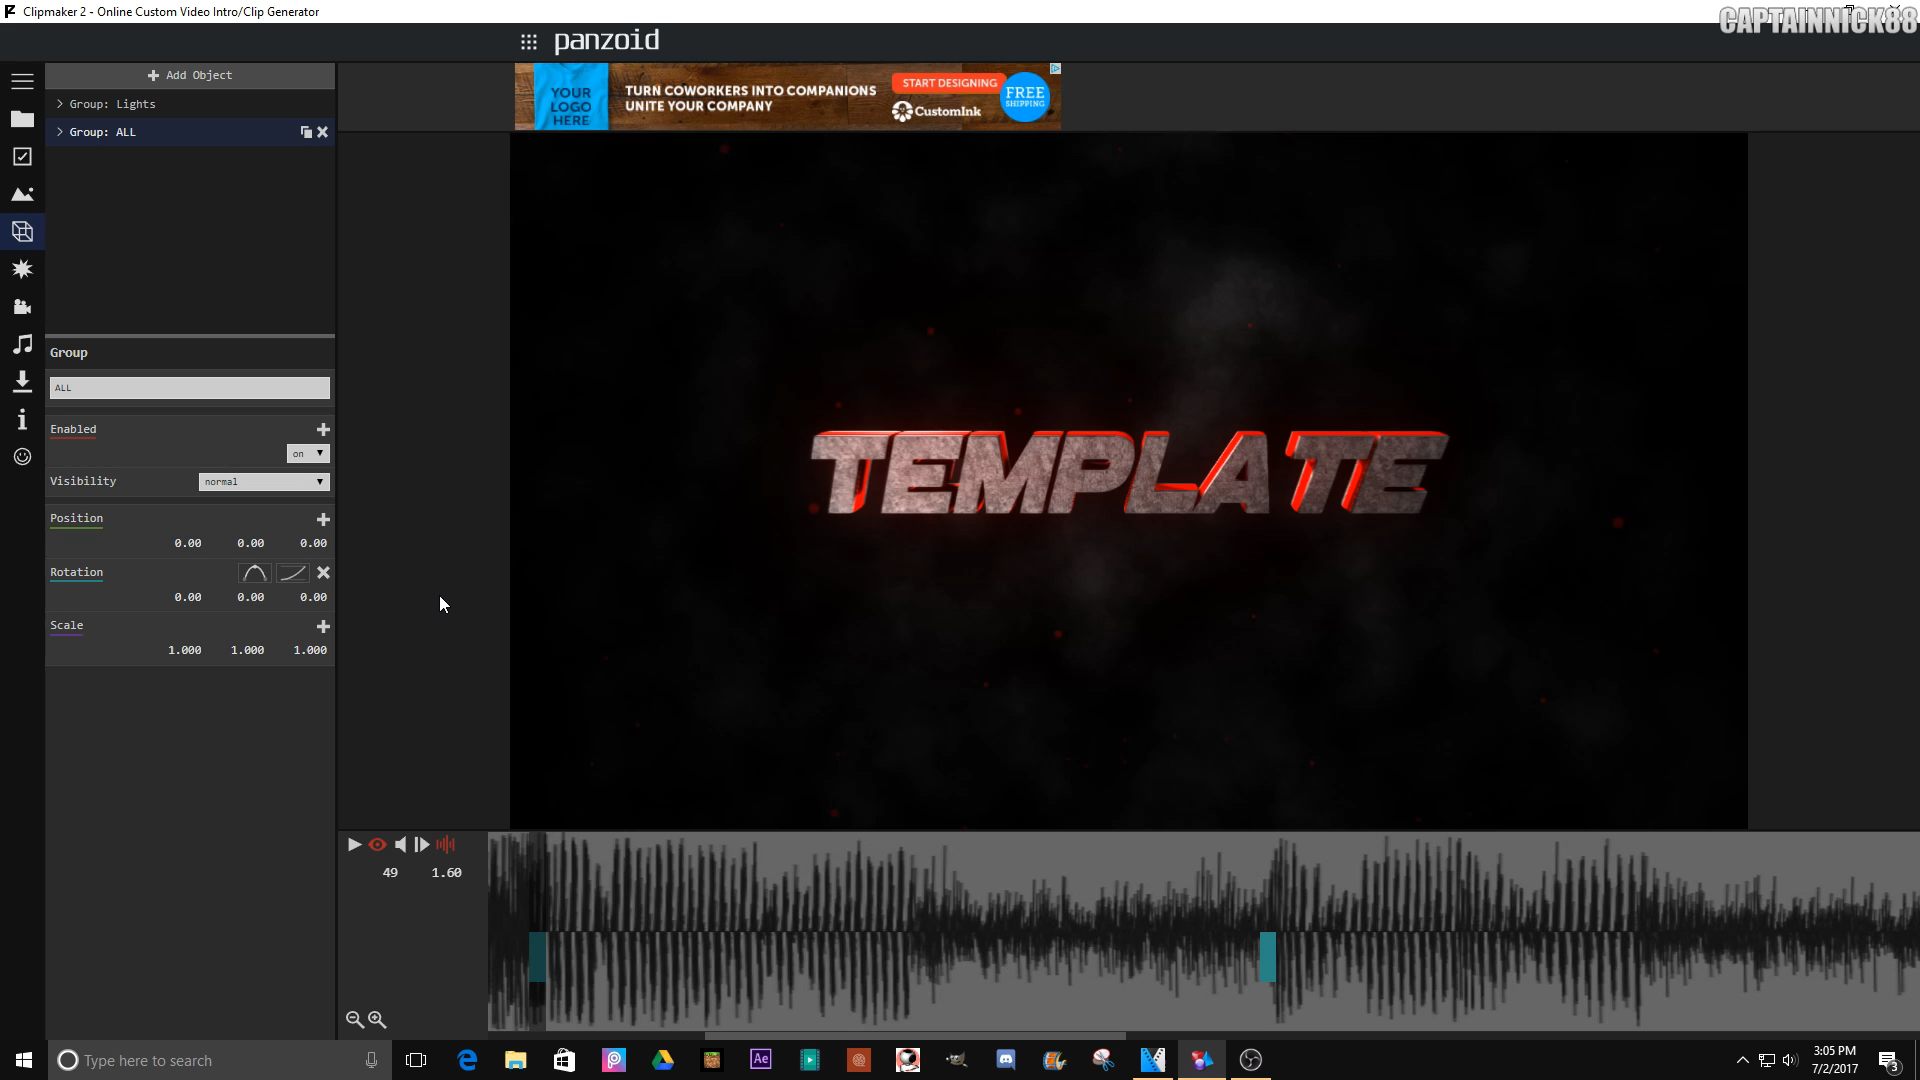 Clipmaker 2 - Online Custom Video Intro/Clip Generator
CAPTAINNICK88
panzoid
Add Object
Group: Lights
Group: ALL
YOUR LOGO HERE
TURN COWORKERS INTO COMPANIONS
UNITE YOUR COMPANY
START DESIGNING
CustomInk
FREE SHIPPING
TEMPLATE
Group
ALL
Enabled
on
Visibility
normal
Position
0.00 0.00 0.00
Rotation
0.00 0.00 0.00
Scale
1.000 1.000 1.000
49 1.60
Type here to search
Ae
3:05 PM
7/2/2017
3